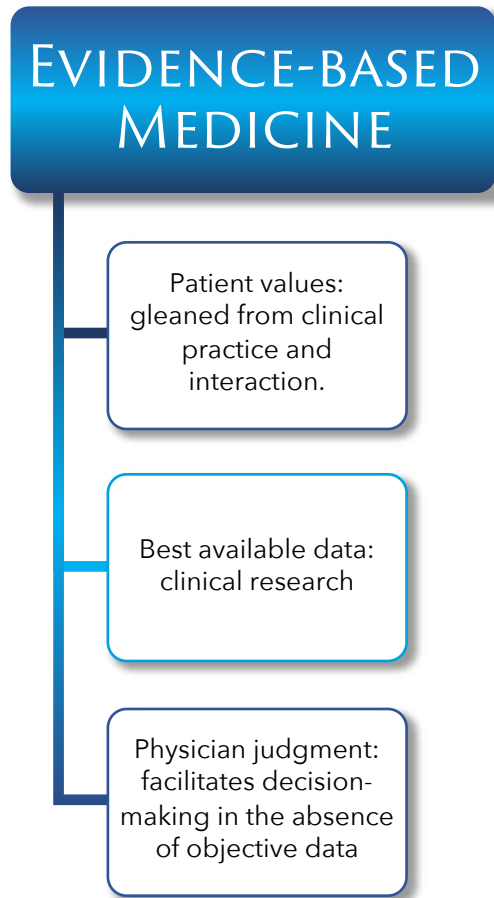 EVIDENCE-BASED
MEDICINE
Patient values:
gleaned from clinical
practice and
interaction.
Best available data:
clinical research
Physician judgment:
facilitates decision-
making in the absence
of objective data